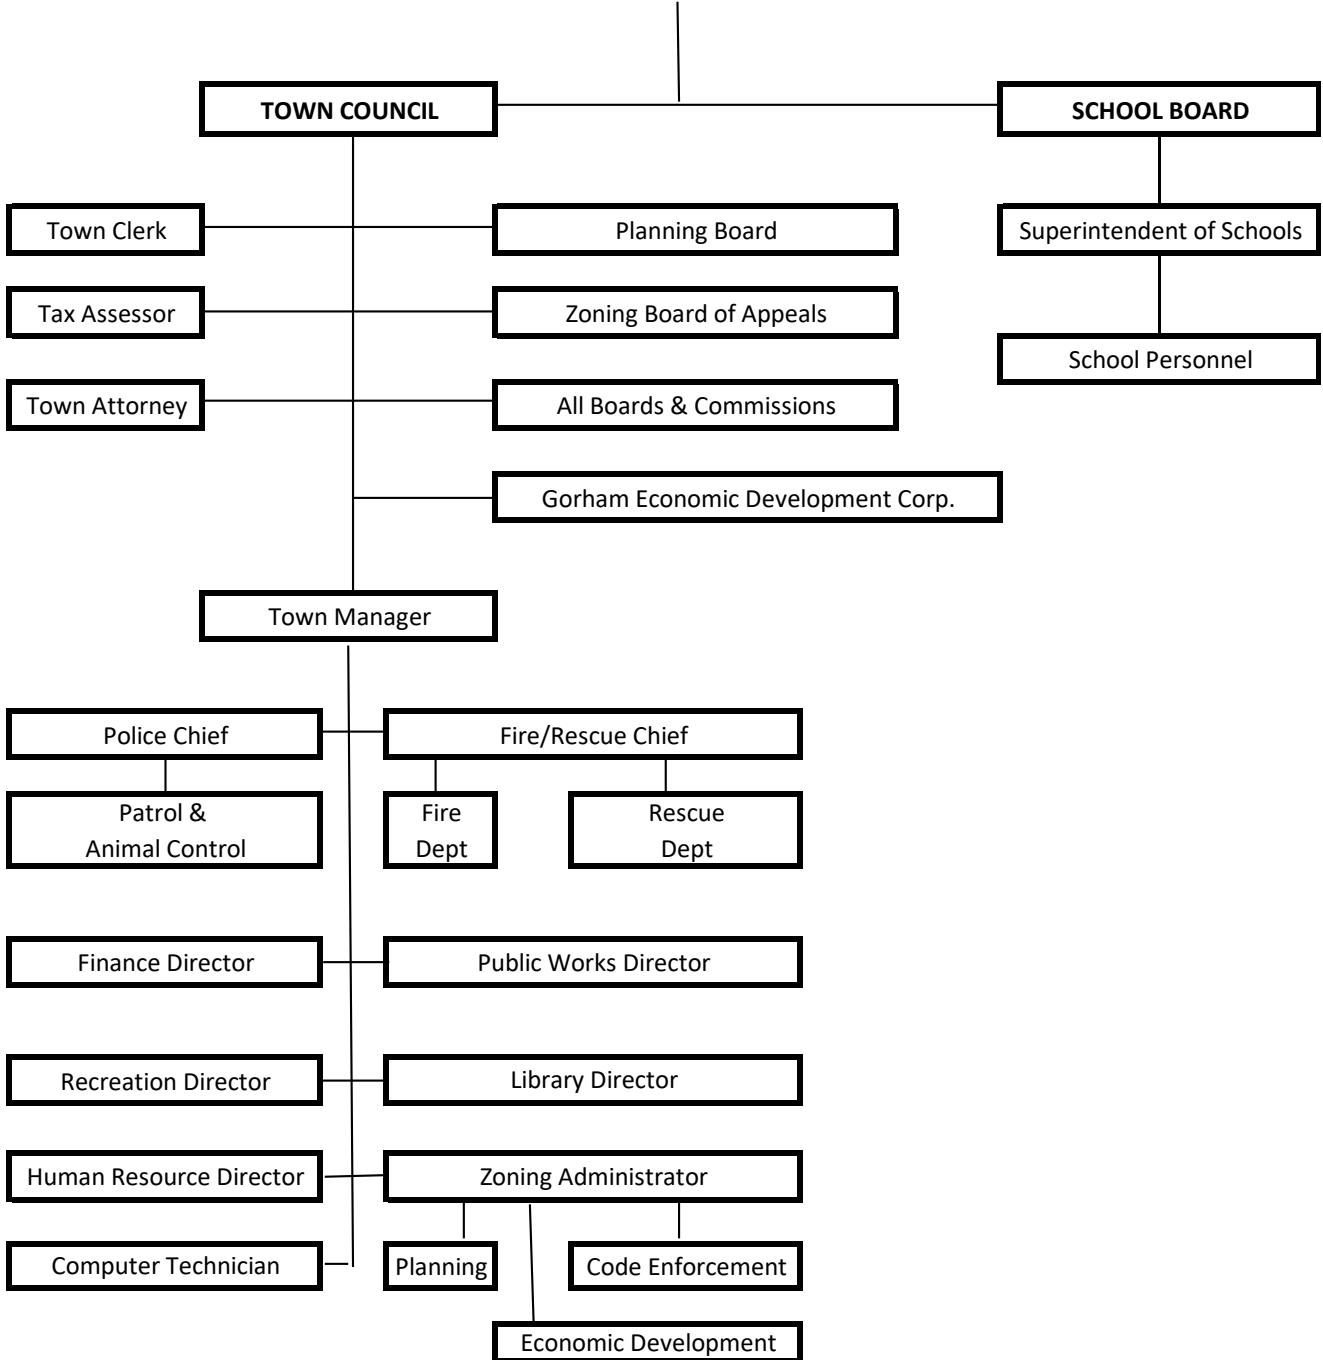 TOWN COUNCIL
SCHOOL BOARD
Town Clerk
Planning Board
Superintendent of Schools
Tax Assessor
Zoning Board of Appeals
School Personnel
Town Attorney
All Boards & Commissions
Gorham Economic Development Corp.
Town Manager
Police Chief
Fire/Rescue Chief
Patrol &
Animal Control
Fire
Dept
Rescue
Dept
Finance Director
Public Works Director
Recreation Director
Library Director
Human Resource Director
Zoning Administrator
Computer Technician
Planning
Code Enforcement
Economic Development